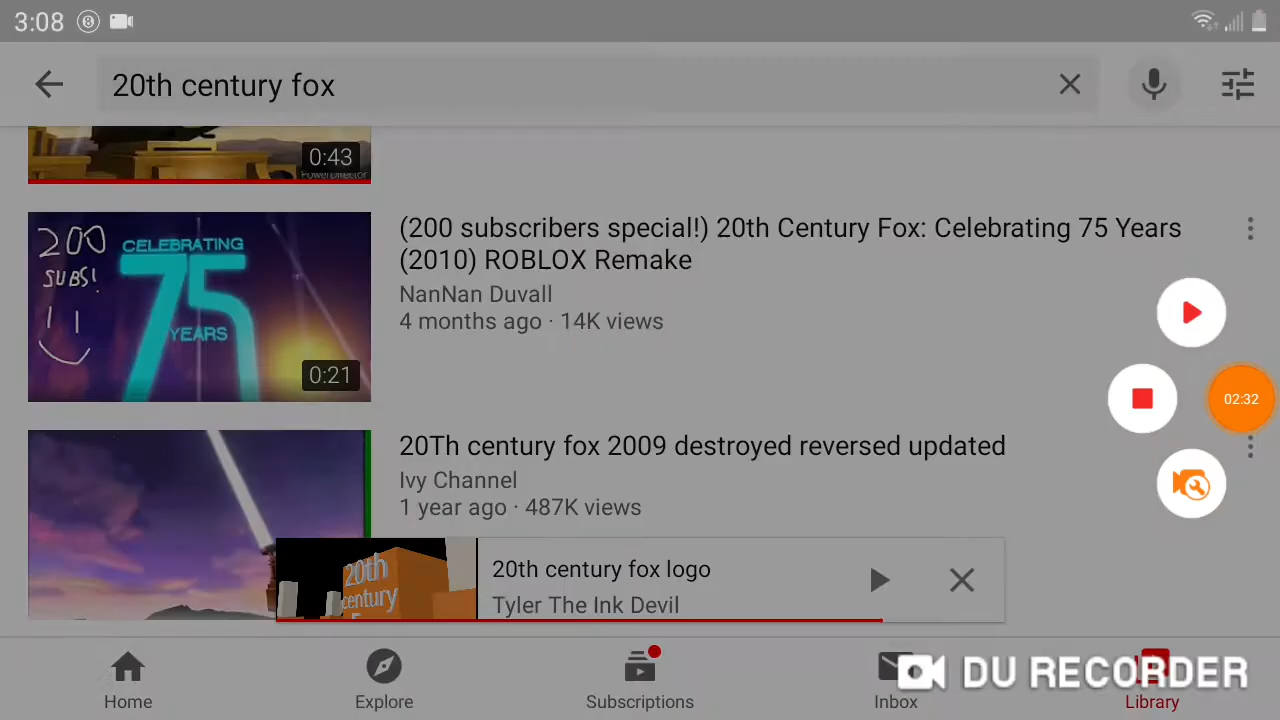 3:08
20th century fox
0:43
PowerDirector
200
SUBS!
CELEBRATING
75
YEARS
0:21
(200 subscribers special!) 20th Century Fox: Celebrating 75 Years
(2010) ROBLOX Remake
NanNan Duvall
4 months ago · 14K views
02:32
20Th century fox 2009 destroyed reversed updated
Ivy Channel
1 year ago · 487K views
20th
century
20th century fox logo
Tyler The Ink Devil
Home
Explore
Subscriptions
Inbox
Library
DU RECORDER